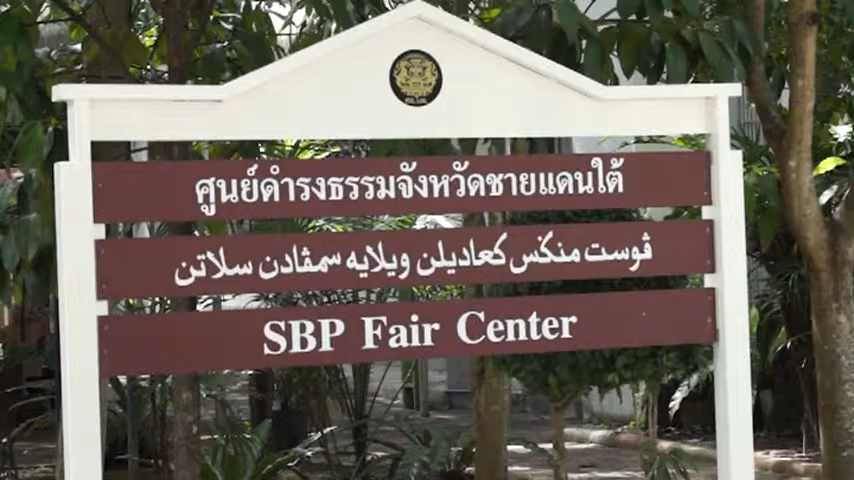 ศูนย์ดำรงธรรมจังหวัดชายแดนใต้
ڤوست منكݢس كعاديلن ويلايه سمڤادن سلاتن
SBP Fair Center